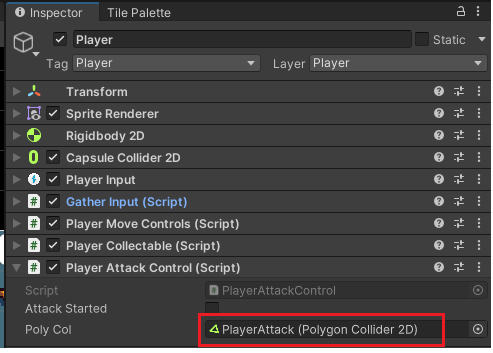 Inspector
Tile Palette
Player
Static
Tag
Player
Layer
Player
Transform
Sprite Renderer
Rigidbody 2D
Capsule Collider 2D
Player Input
Gather Input (Script)
Player Move Controls (Script)
Player Collectable (Script)
Player Attack Control (Script)
Script
PlayerAttackControl
Attack Started
Poly Col
PlayerAttack (Polygon Collider 2D)